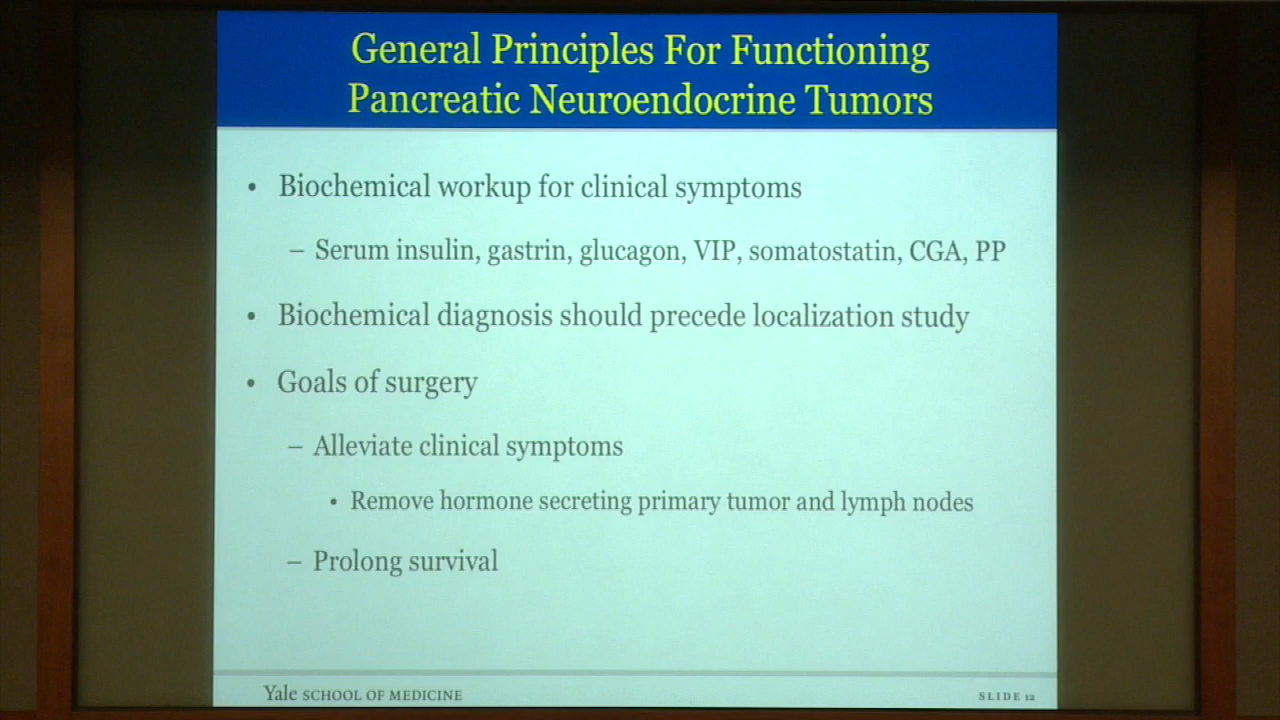 General Principles For Functioning
Pancreatic Neuroendocrine Tumors
• Biochemical workup for clinical symptoms
– Serum insulin, gastrin, glucagon, VIP, somatostatin, CGA, PP
• Biochemical diagnosis should precede localization study
• Goals of surgery
– Alleviate clinical symptoms
• Remove hormone secreting primary tumor and lymph nodes
– Prolong survival
Yale SCHOOL OF MEDICINE
SLIDE 12